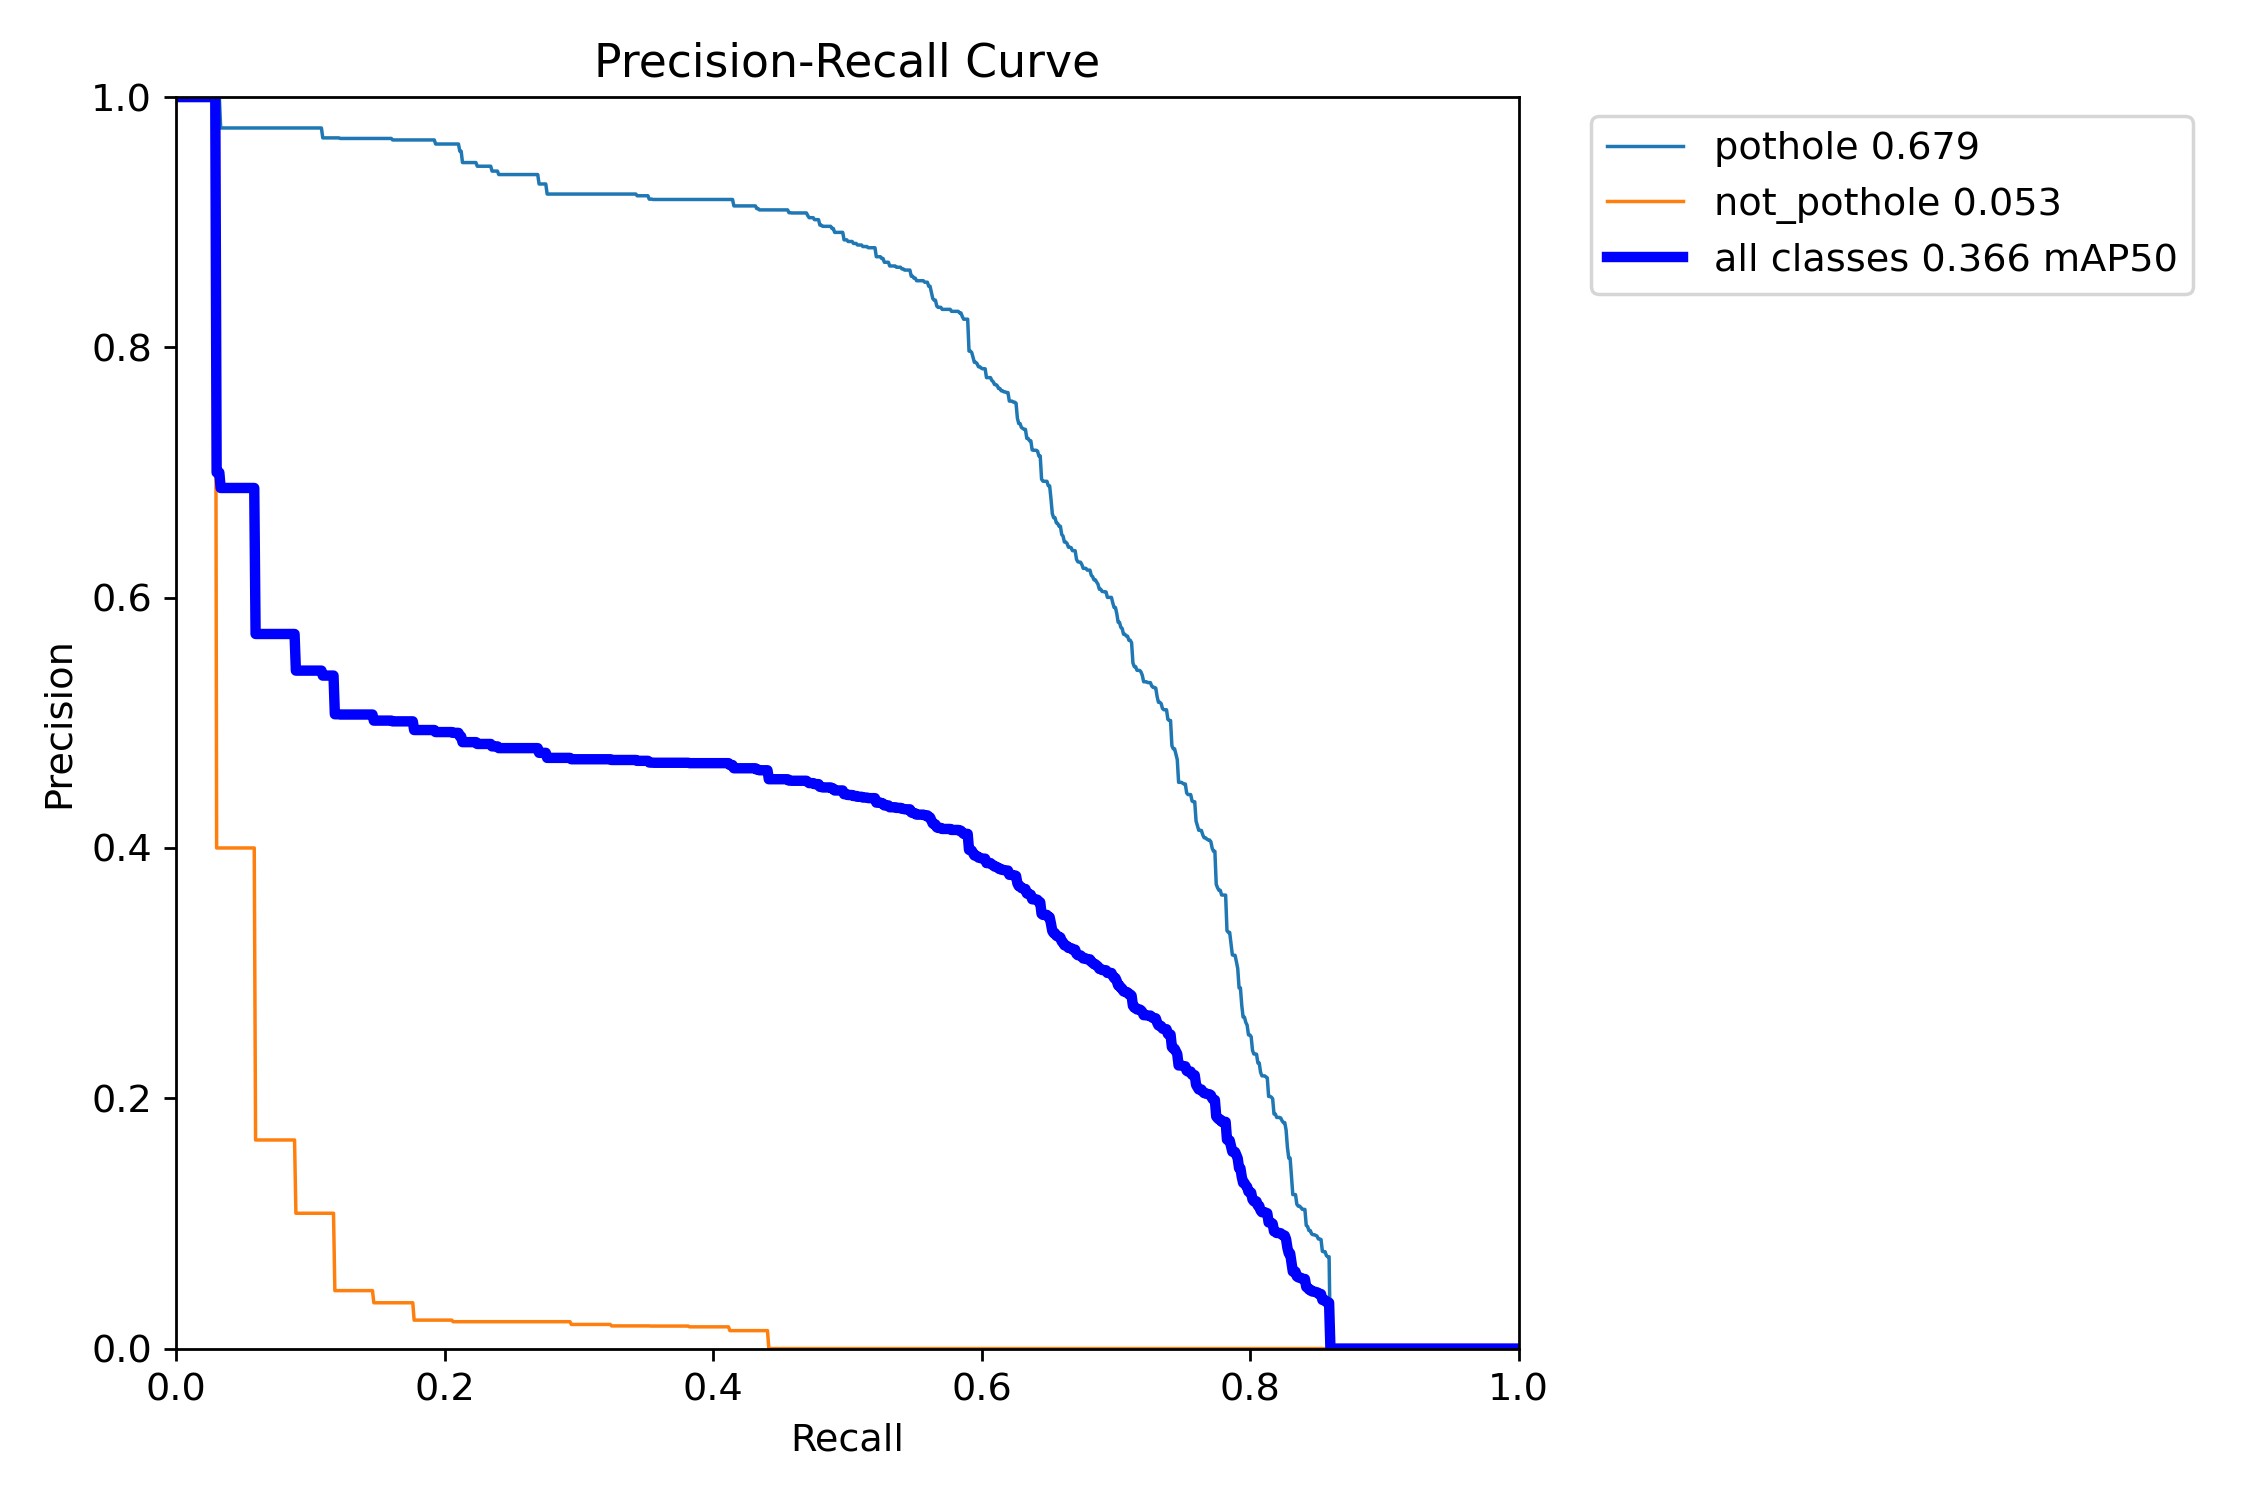 Precision-Recall Curve
1.0
0.8
0.6
0.4
0.2
0.0
Precision
0.0 0.2 0.4 0.6 0.8 1.0
Recall
pothole 0.679
not_pothole 0.053
all classes 0.366 mAP50